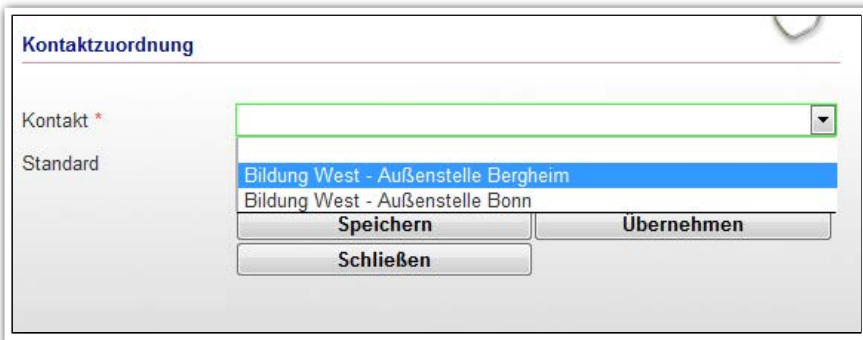 Kontaktzuordnung
Kontakt *
Standard
Bildung West - Außenstelle Bergheim
Bildung West - Außenstelle Bonn
Speichern Übernehmen
Schließen